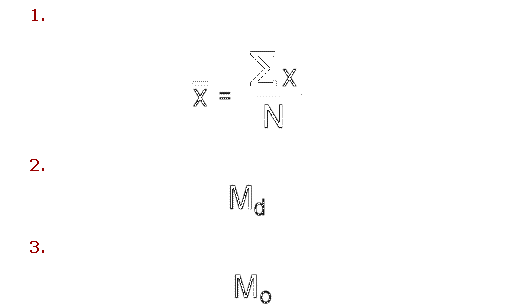 1.
x̅ = ∑x / N
2.
Md
3.
Mo